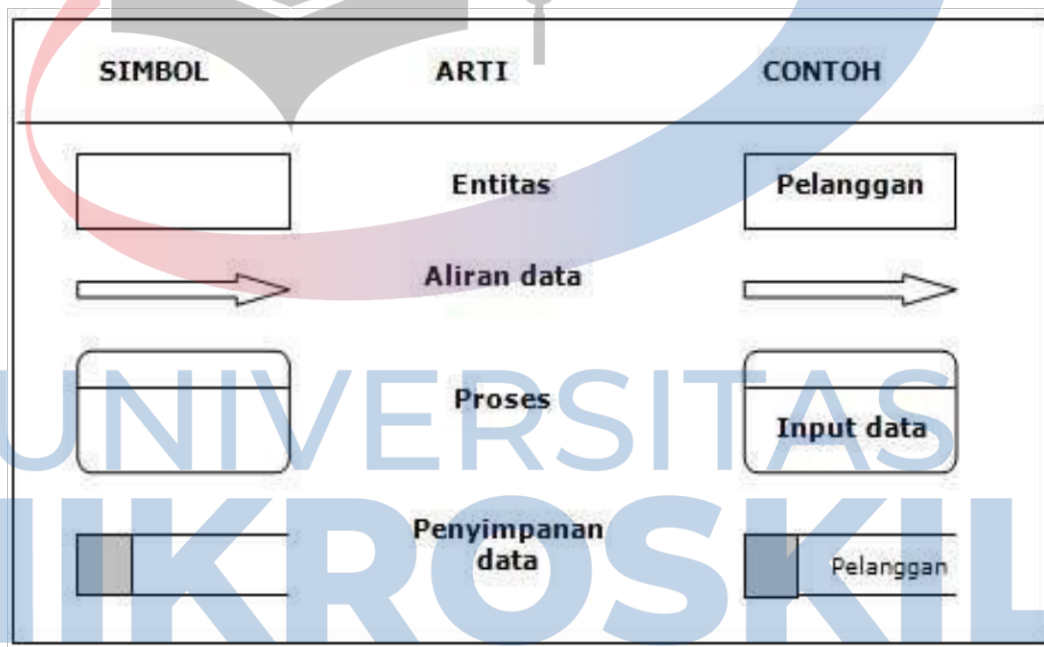 SIMBOL ARTI CONTOH
Entitas Pelanggan
Aliran data
Proses
Input data
Penyimpanan
data
Pelanggan
UNIVERSITAS
MIKROSKIL